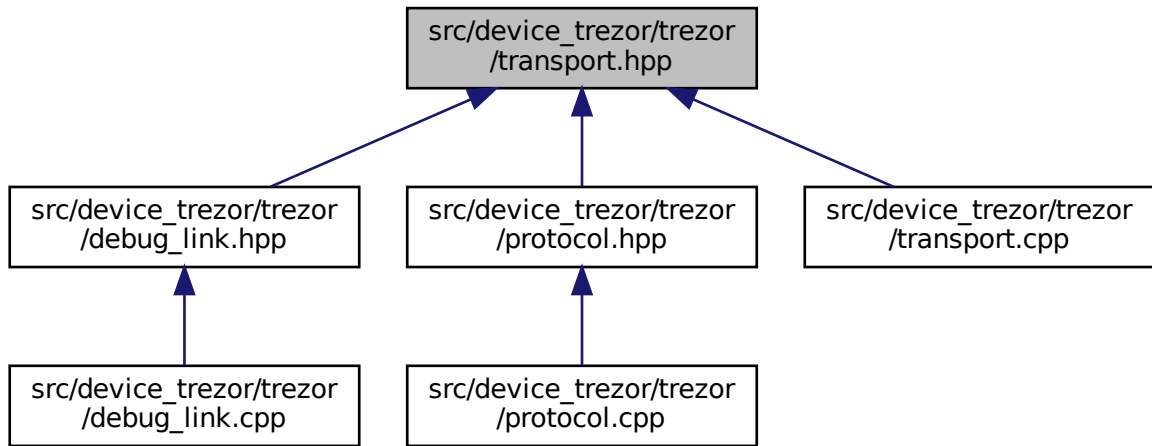 src/device_trezor/trezor
/transport.hpp
src/device_trezor/trezor
/debug_link.hpp
src/device_trezor/trezor
/protocol.hpp
src/device_trezor/trezor
/transport.cpp
src/device_trezor/trezor
/debug_link.cpp
src/device_trezor/trezor
/protocol.cpp